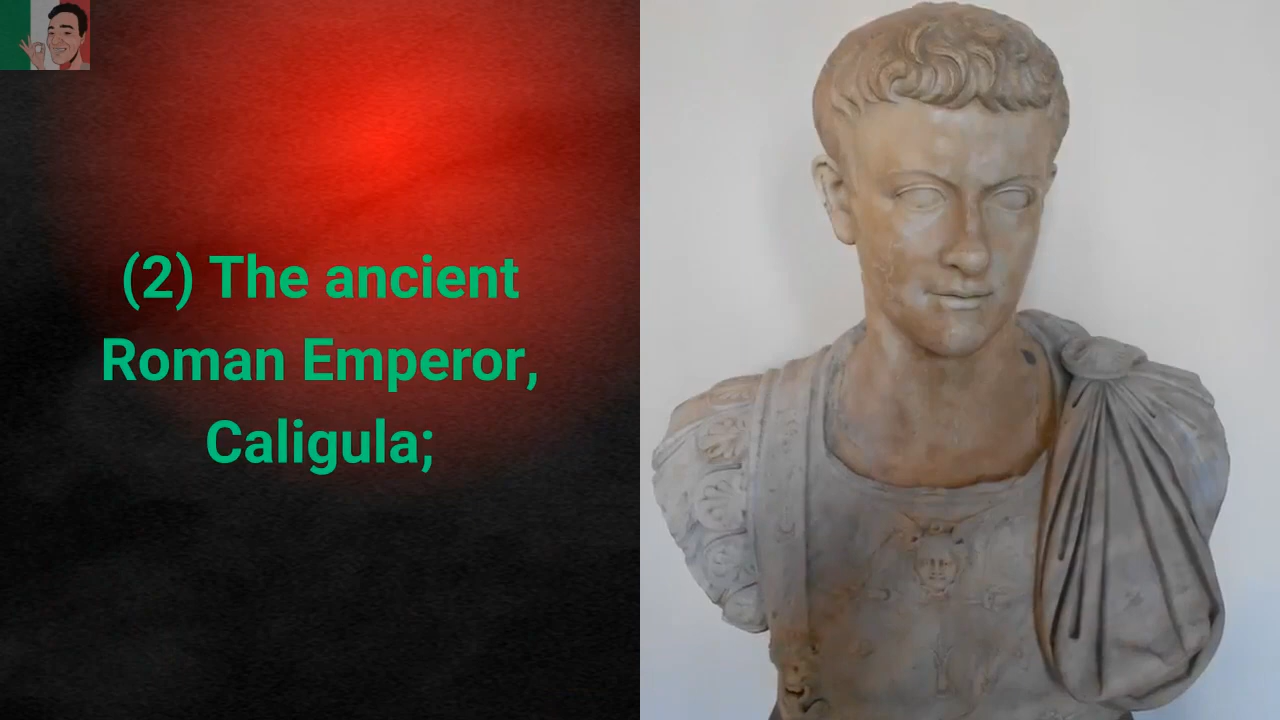 (2) The ancient
Roman Emperor,
Caligula;